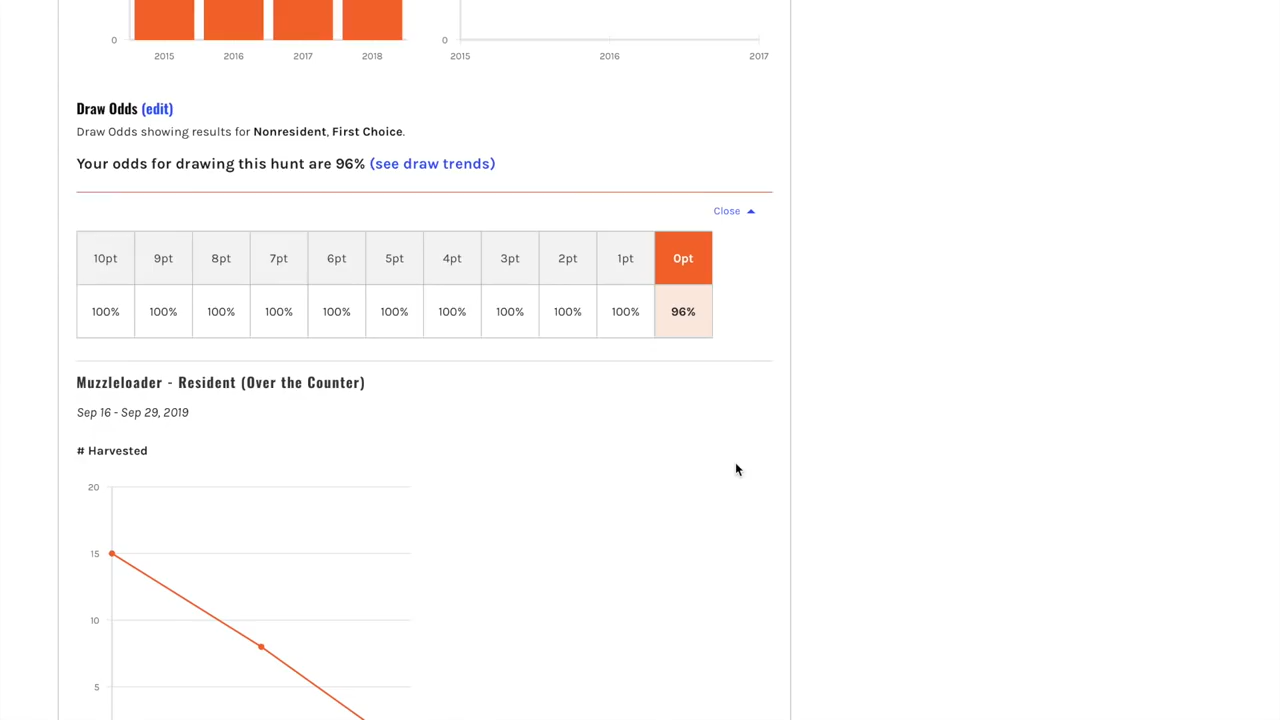 0
2015 2016 2017 2018
0
2015 2016 2017
Draw Odds (edit)
Draw Odds showing results for Nonresident, First Choice.
Your odds for drawing this hunt are 96% (see draw trends)
Close
10pt 9pt 8pt 7pt 6pt 5pt 4pt 3pt 2pt 1pt 0pt
100% 100% 100% 100% 100% 100% 100% 100% 100% 100% 96%
Muzzleloader - Resident (Over the Counter)
Sep 16 - Sep 29, 2019
# Harvested
20
15
10
5